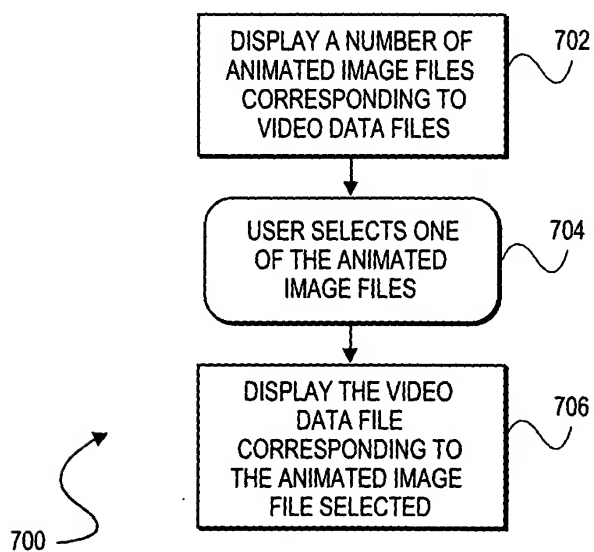 DISPLAY A NUMBER OF
ANIMATED IMAGE FILES
CORRESPONDING TO
VIDEO DATA FILES
702
USER SELECTS ONE
OF THE ANIMATED
IMAGE FILES
704
DISPLAY THE VIDEO
DATA FILE
CORRESPONDING TO
THE ANIMATED IMAGE
FILE SELECTED
706
700